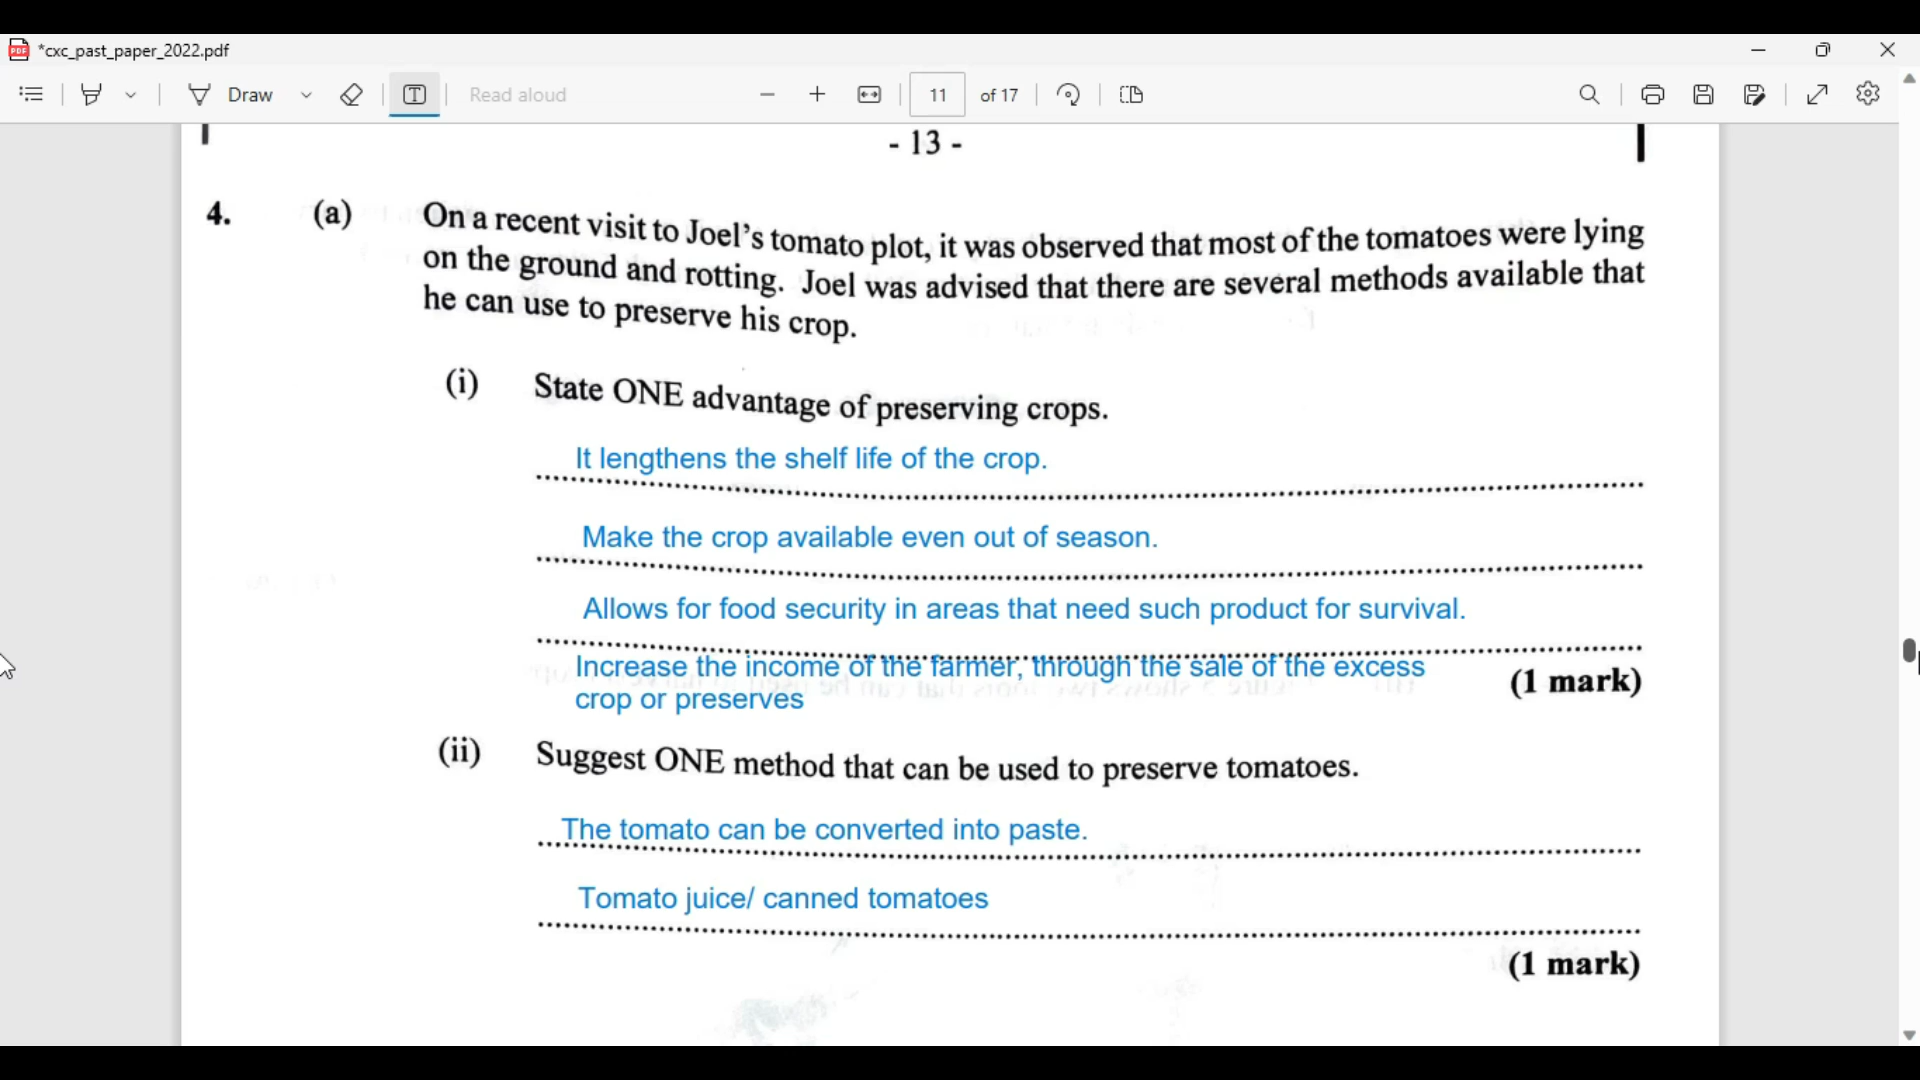 *cxc_past_paper_2022.pdf
Draw
Read aloud
11 of 17
- 13 -
4. (a) On a recent visit to Joel's tomato plot, it was observed that most of the tomatoes were lying
on the ground and rotting. Joel was advised that there are several methods available that
he can use to preserve his crop.
(i) State ONE advantage of preserving crops.
It lengthens the shelf life of the crop.
Make the crop available even out of season.
Allows for food security in areas that need such product for survival.
Increase the income of the farmer, through the sale of the excess
crop or preserves
(1 mark)
(ii) Suggest ONE method that can be used to preserve tomatoes.
The tomato can be converted into paste.
Tomato juice/ canned tomatoes
(1 mark)